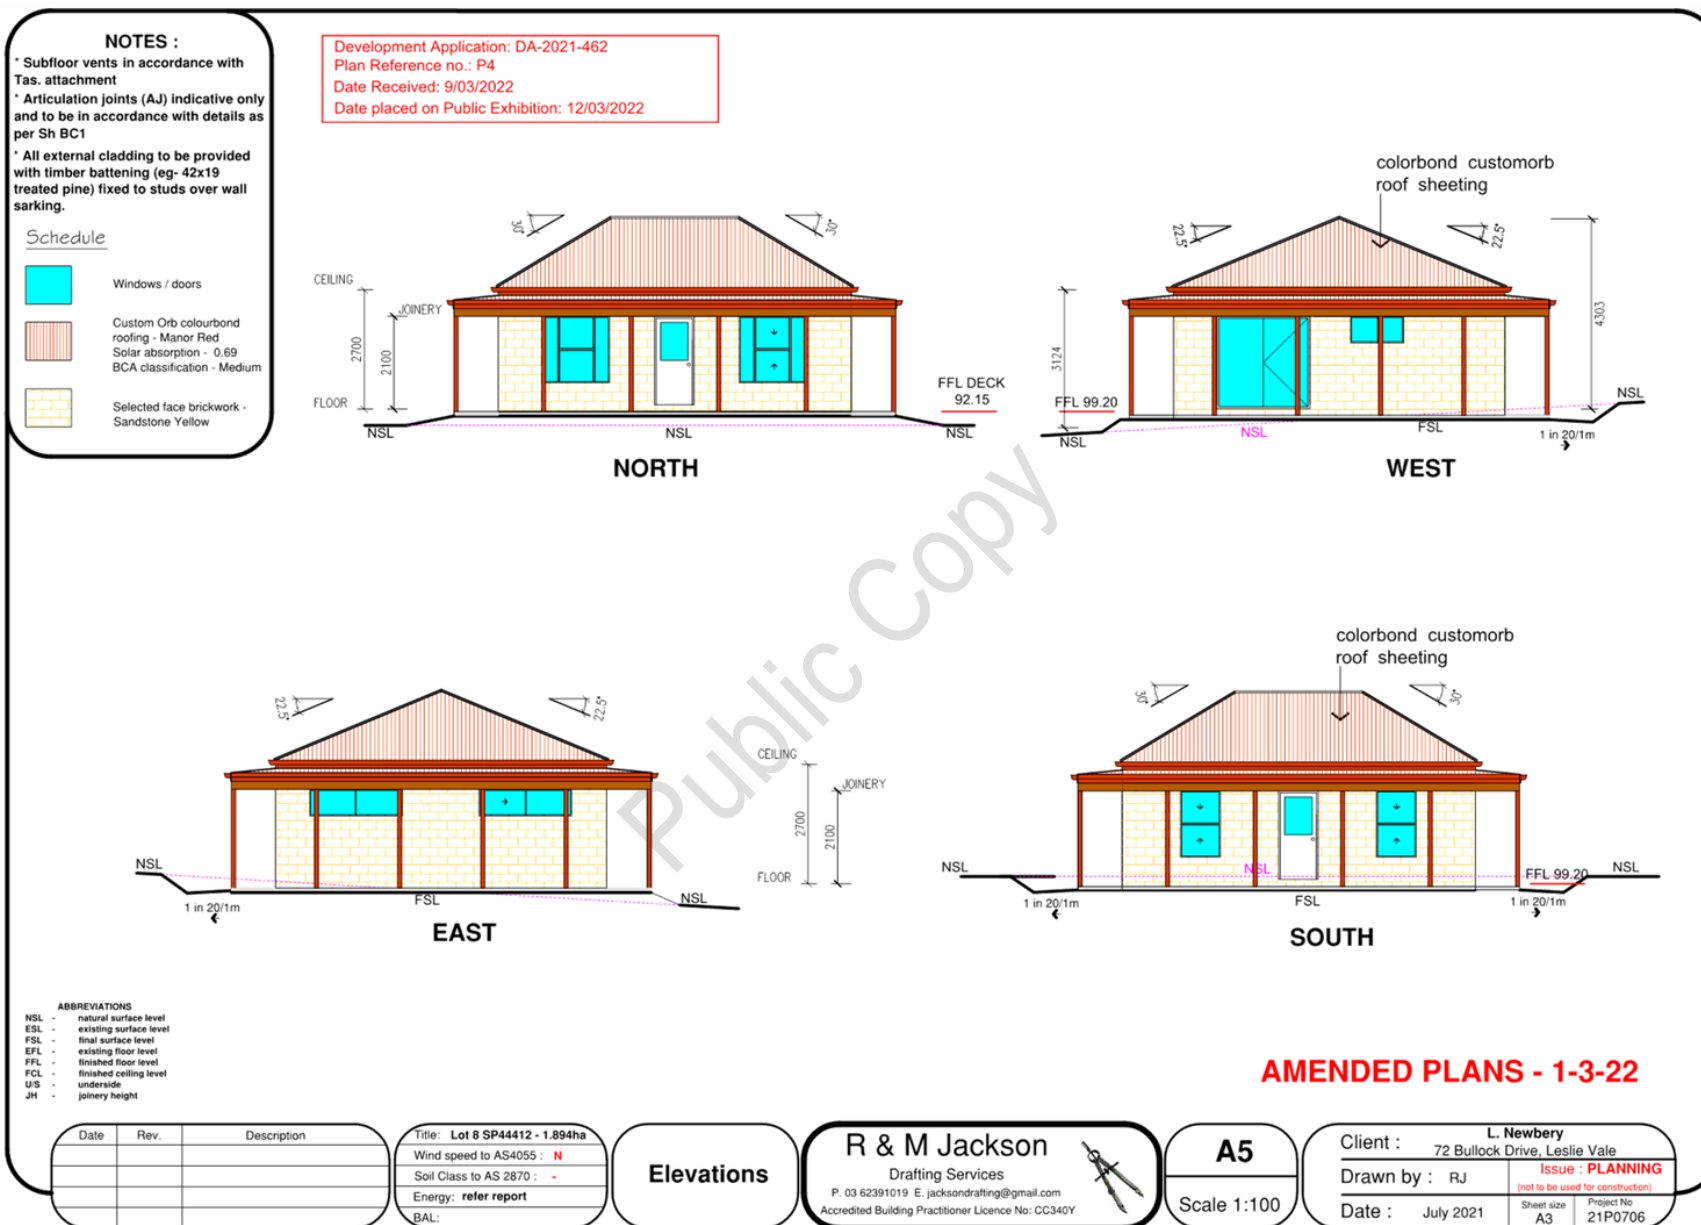 NOTES :
* Subfloor vents in accordance with
Tas. attachment
* Articulation joints (AJ) indicative only
and to be in accordance with details as
per Sh BC1
* All external cladding to be provided
with timber battening (eg- 42x19
treated pine) fixed to studs over wall
sarking.
Schedule
Windows / doors
Custom Orb colourbond
roofing - Manor Red
Solar absorption - 0.69
BCA classification - Medium
Selected face brickwork -
Sandstone Yellow
Development Application: DA-2021-462
Plan Reference no.: P4
Date Received: 9/03/2022
Date placed on Public Exhibition: 12/03/2022
30°
30°
CEILING
JOINERY
2700
2100
FLOOR
NSL
NSL
NSL
FFL DECK
92.15
NORTH
colorbond customorb
roof sheeting
22.5°
22.5°
3124
4303
FFL 99.20
NSL
NSL
NSL
FSL
1 in 20/1m
WEST
Public Copy
22.5°
22.5°
CEILING
JOINERY
2700
2100
FLOOR
NSL
NSL
1 in 20/1m
FSL
EAST
colorbond customorb
roof sheeting
30°
30°
NSL
NSL
NSL
FFL 99.20
1 in 20/1m
FSL
1 in 20/1m
SOUTH
ABBREVIATIONS
NSL - natural surface level
ESL - existing surface level
FSL - final surface level
EFL - existing floor level
FFL - finished floor level
FCL - finished ceiling level
U/S - underside
JH - joinery height
AMENDED PLANS - 1-3-22
Date Rev. Description
Title: Lot 8 SP44412 - 1.894ha
Wind speed to AS4055 : N
Soil Class to AS 2870 : -
Energy: refer report
BAL:
Elevations
R & M Jackson
Drafting Services
P. 03 62391019 E. jacksondrafting@gmail.com
Accredited Building Practitioner Licence No: CC340Y
A5
Scale 1:100
Client : L. Newbery
72 Bullock Drive, Leslie Vale
Drawn by : RJ
Issue : PLANNING
(not to be used for construction)
Date : July 2021
Sheet size
A3
Project No
21P0706